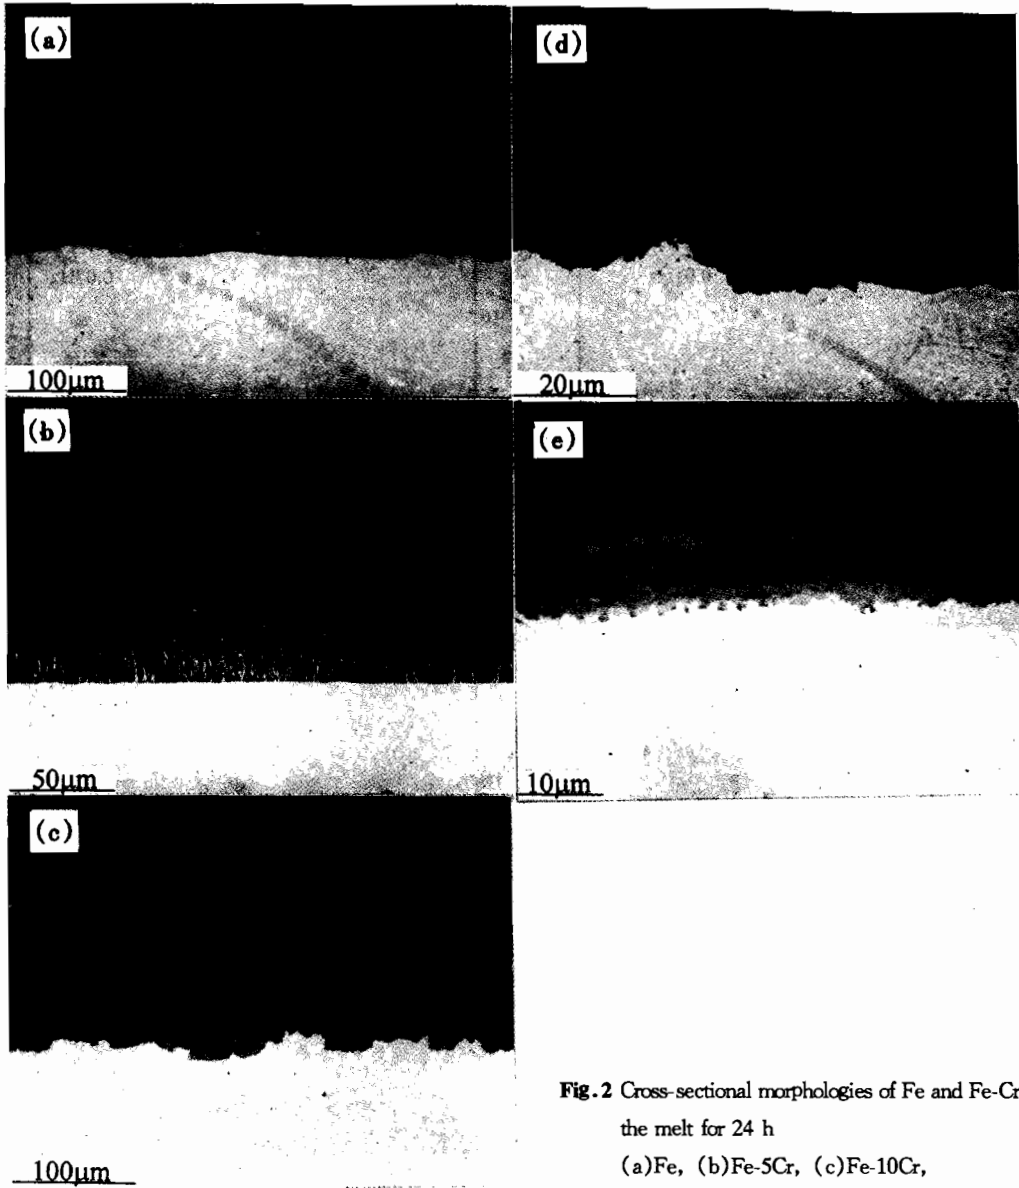 (a)
(d)
100μm
20μm
(b)
(e)
50μm
10μm
(c)
100μm
Fig.2 Cross-sectional morphologies of Fe and Fe-Cr
the melt for 24 h
(a)Fe, (b)Fe-5Cr, (c)Fe-10Cr,